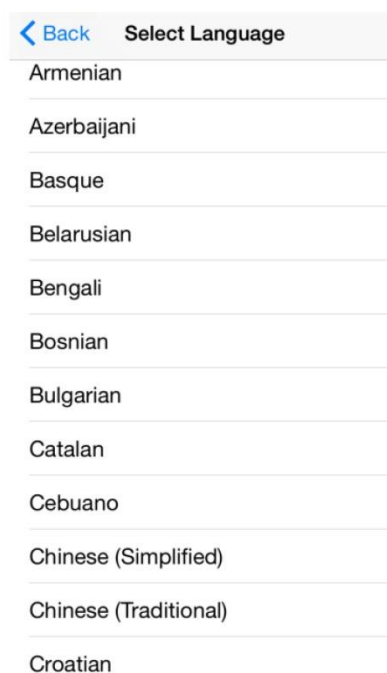 Back Select Language
Armenian
Azerbaijani
Basque
Belarusian
Bengali
Bosnian
Bulgarian
Catalan
Cebuano
Chinese (Simplified)
Chinese (Traditional)
Croatian